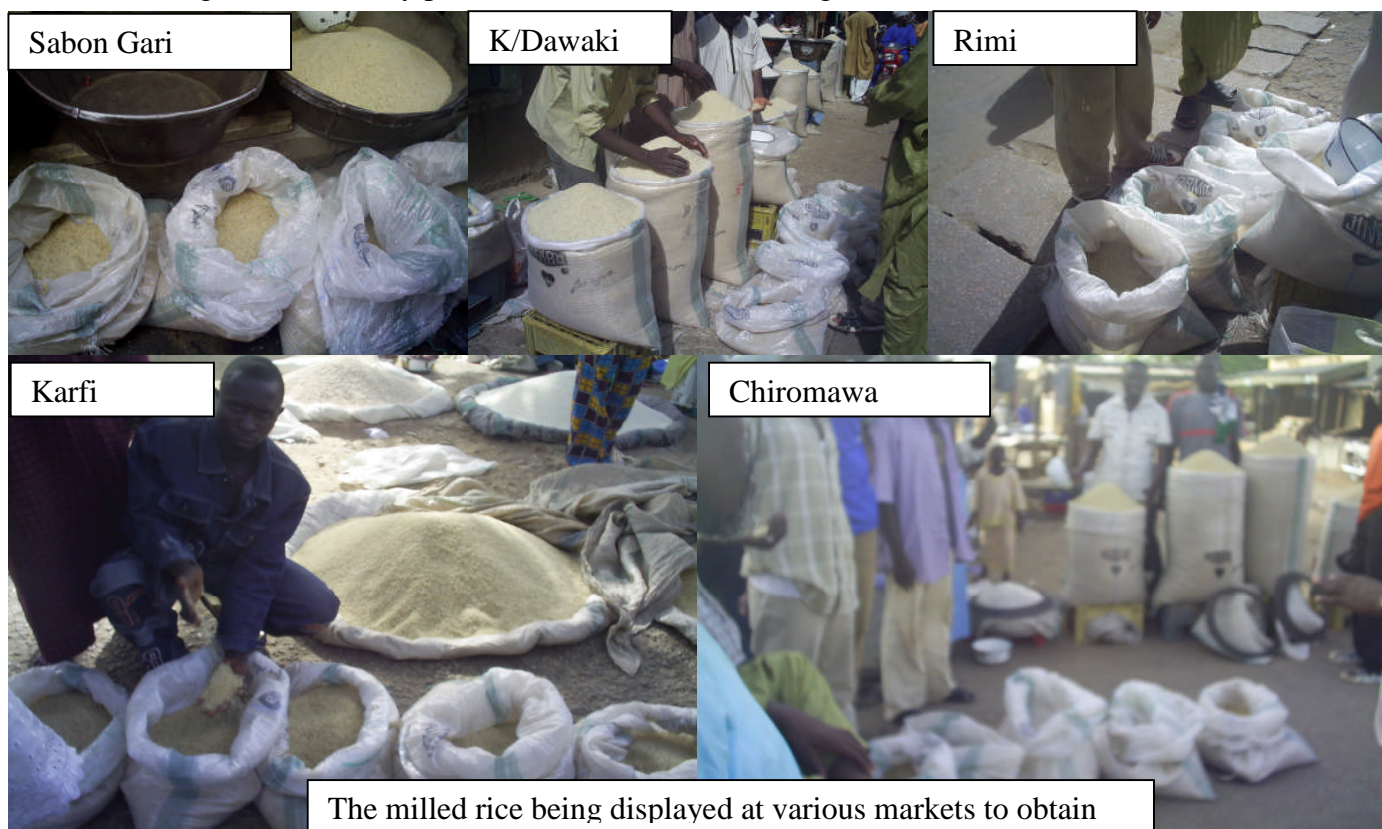 Sabon Gari
K/Dawaki
Rimi
Karfi
Chiromawa
The milled rice being displayed at various markets to obtain